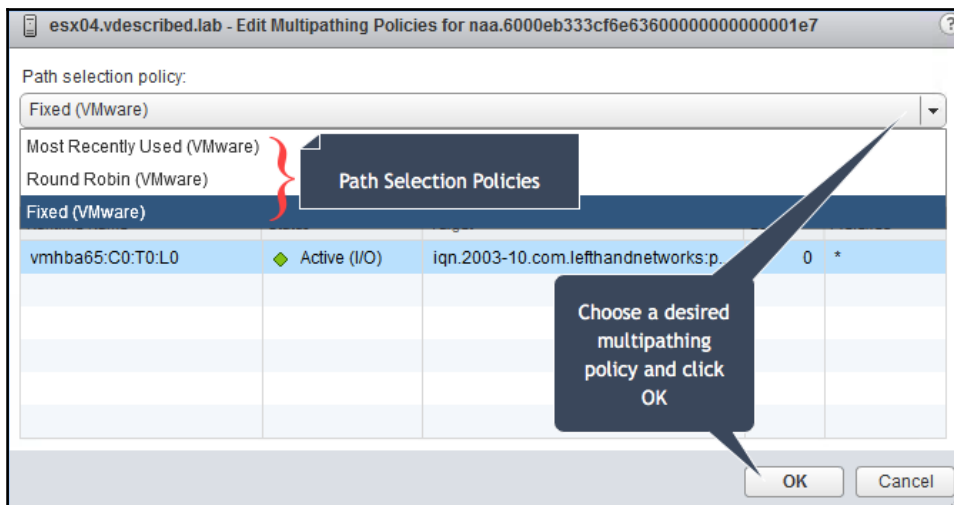 esx04.vdescribed.lab - Edit Multipathing Policies for naa.6000eb333cf6e63600000000000001e7
?
Path selection policy:
Fixed (VMware)
Most Recently Used (VMware)
Round Robin (VMware)
Fixed (VMware)
Path Selection Policies
vmhba65:C0:T0:L0 Active (I/O) iqn.2003-10.com.lefthandnetworks:p... 0 *
Choose a desired
multipathing
policy and click
OK
OK Cancel